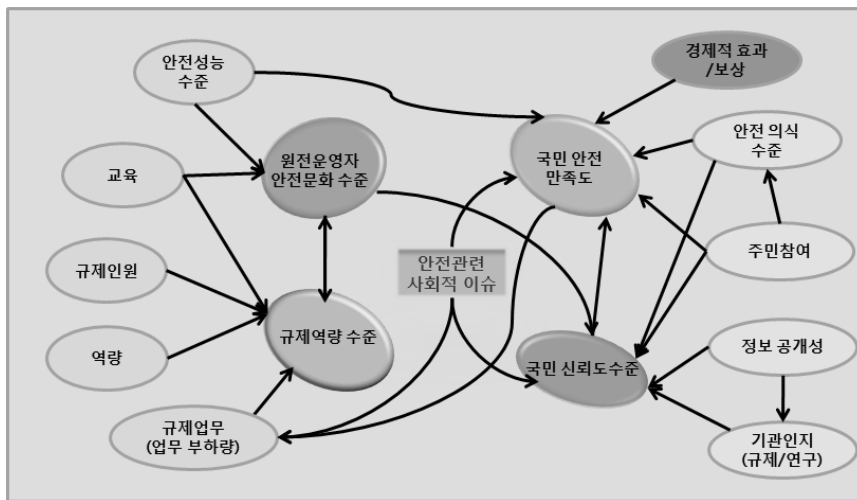 안전성능
수준
경제적 효과
/보상
원전운영자
안전문화 수준
국민 안전
만족도
안전 의식
수준
교육
주민참여
규제인원
안전관련
사회적 이슈
규제역량 수준
역량
국민 신뢰도수준
정보 공개성
규제업무
(업무 부하량)
기관인지
(규제/연구)